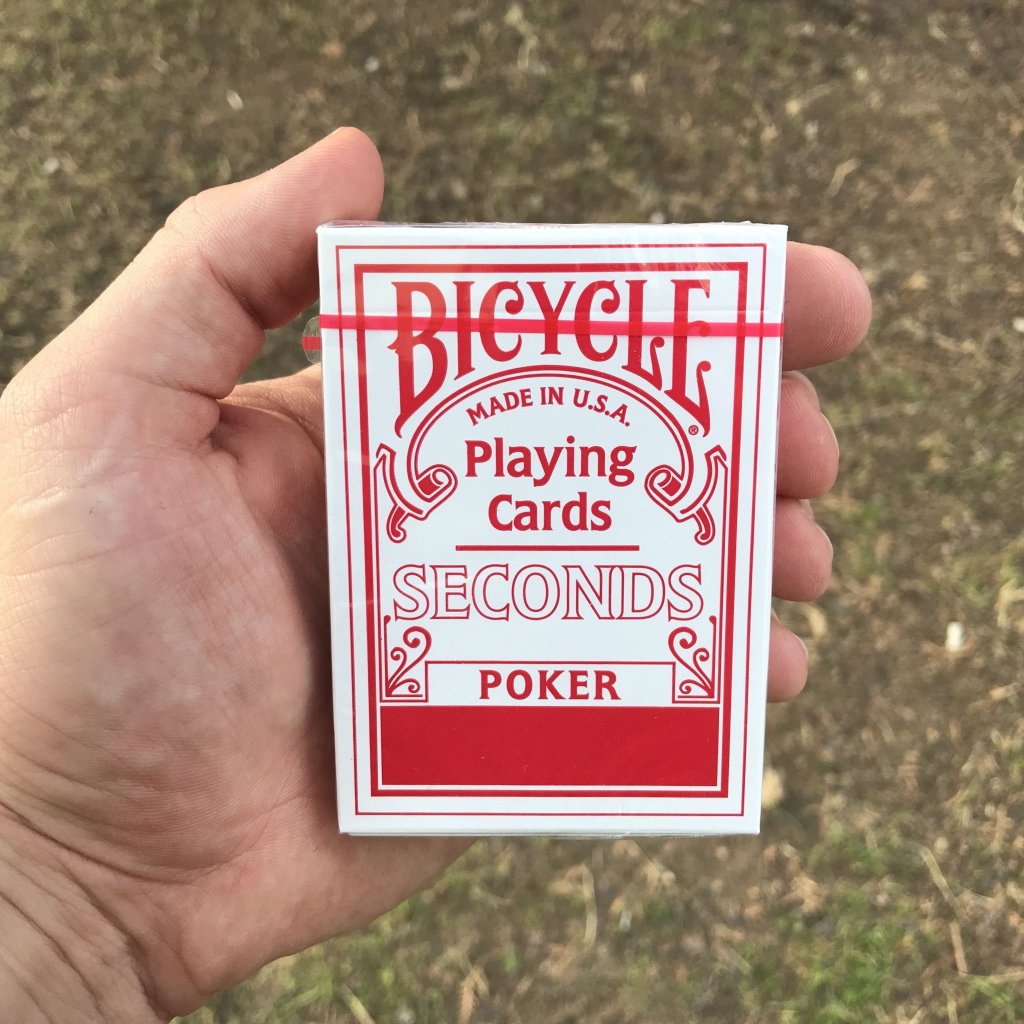 BICYCLE®
MADE IN U.S.A.
Playing
Cards
SECONDS
POKER